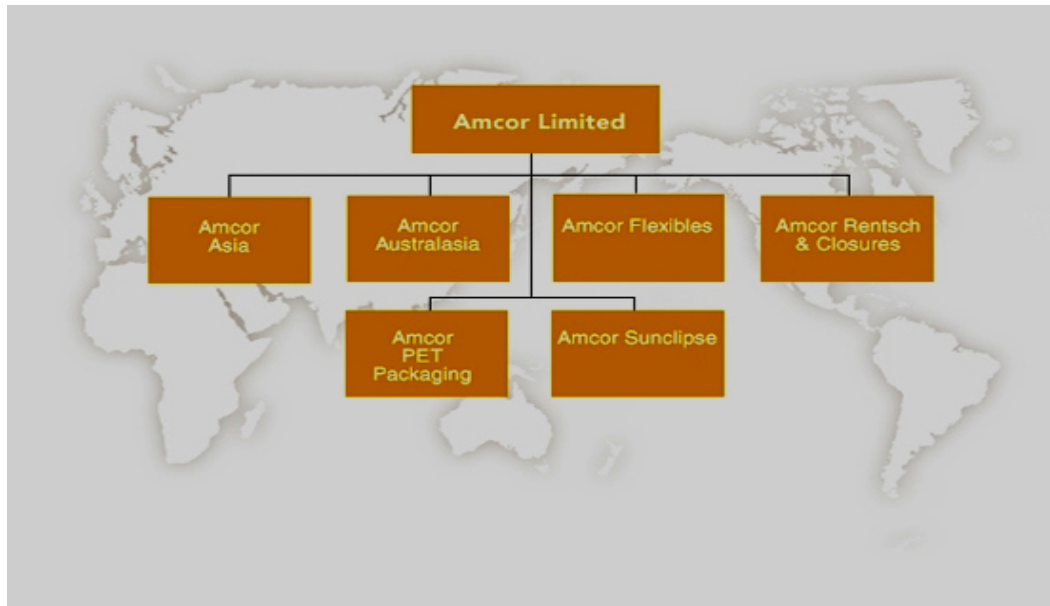 Amcor Limited
Amcor
Asia
Amcor
Australasia
Amcor Flexibles
Amcor Rentsch
& Closures
Amcor
PET
Packaging
Amcor Sunclipse